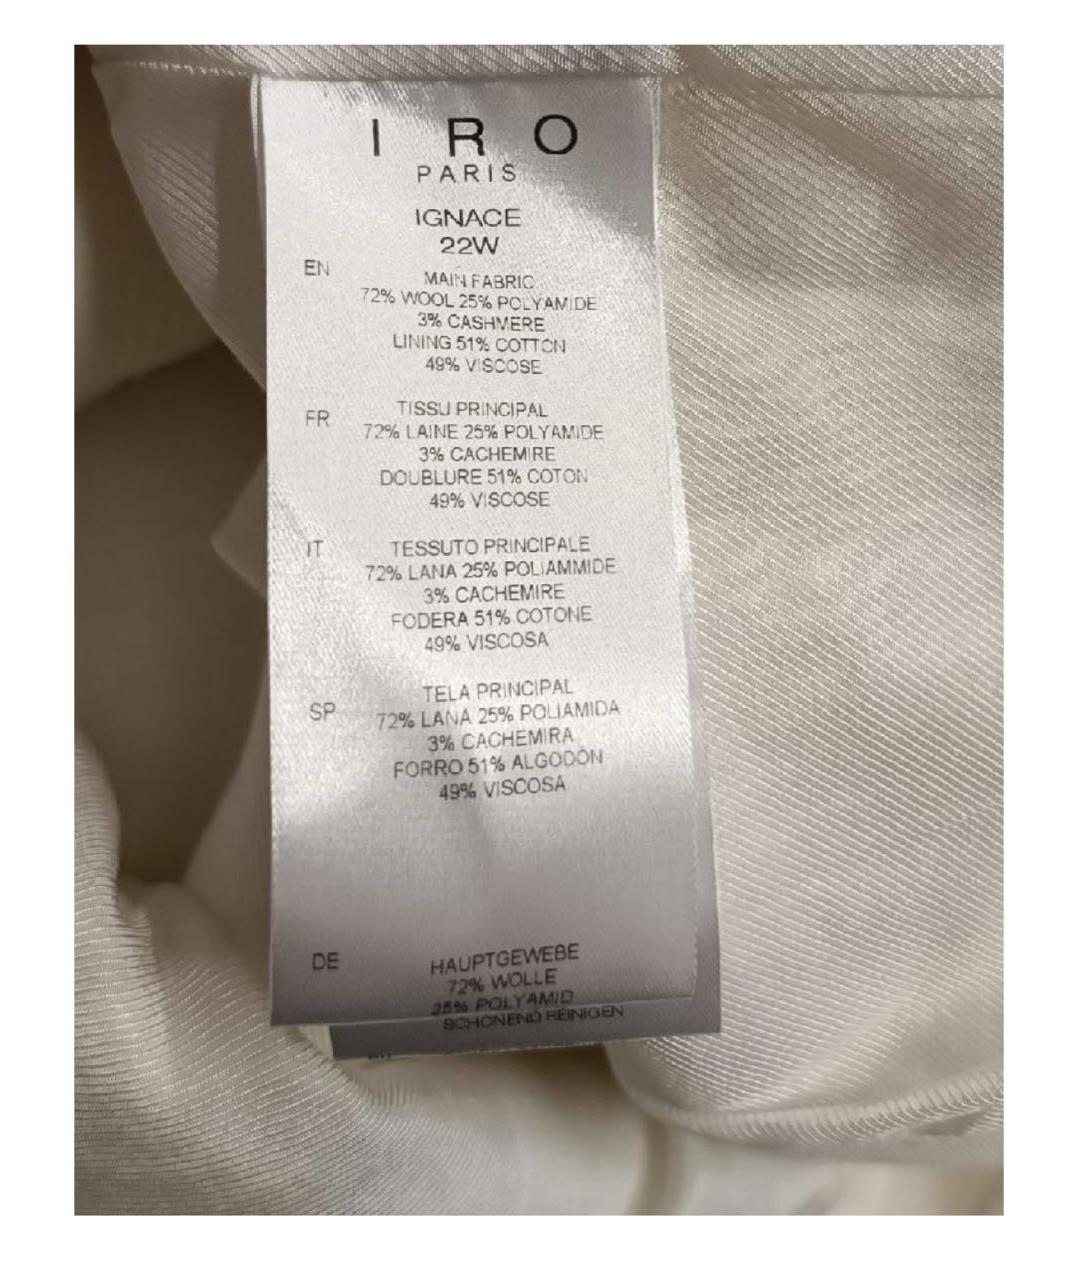 IRO
PARIS
IGNACE
22W
EN
MAIN FABRIC
72% WOOL 25% POLYAMIDE
3% CASHMERE
LINING 51% COTTON
49% VISCOSE
FR
TISSU PRINCIPAL
72% LAINE 25% POLYAMIDE
3% CACHEMIRE
DOUBLURE 51% COTON
49% VISCOSE
IT
TESSUTO PRINCIPALE
72% LANA 25% POLIAMMIDE
3% CACHEMIRE
FODERA 51% COTONE
49% VISCOSA
SP
TELA PRINCIPAL
72% LANA 25% POLIAMIDA
3% CACHEMIRA
FORRO 51% ALGODÓN
49% VISCOSA
DE
HAUPTGEWEBE
72% WOLLE
25% POLYAMID
SCHONEND REINIGEN